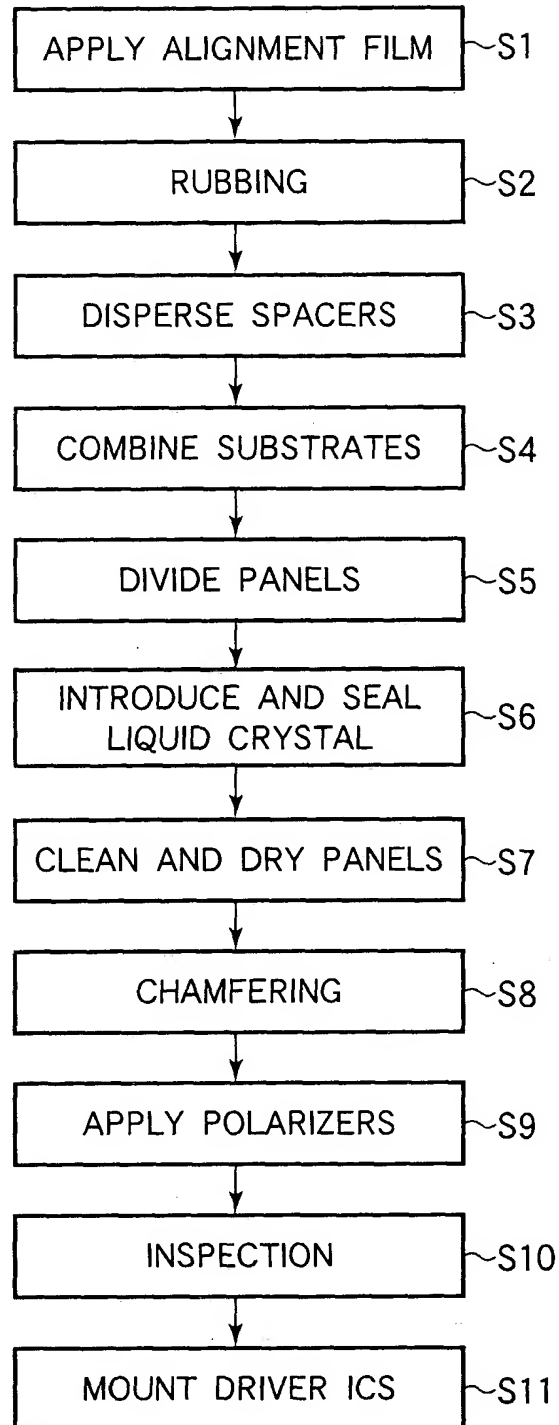 APPLY ALIGNMENT FILM ~S1
RUBBING ~S2
DISPERSE SPACERS ~S3
COMBINE SUBSTRATES ~S4
DIVIDE PANELS ~S5
INTRODUCE AND SEAL
LIQUID CRYSTAL ~S6
CLEAN AND DRY PANELS ~S7
CHAMFERING ~S8
APPLY POLARIZERS ~S9
INSPECTION ~S10
MOUNT DRIVER ICS ~S11